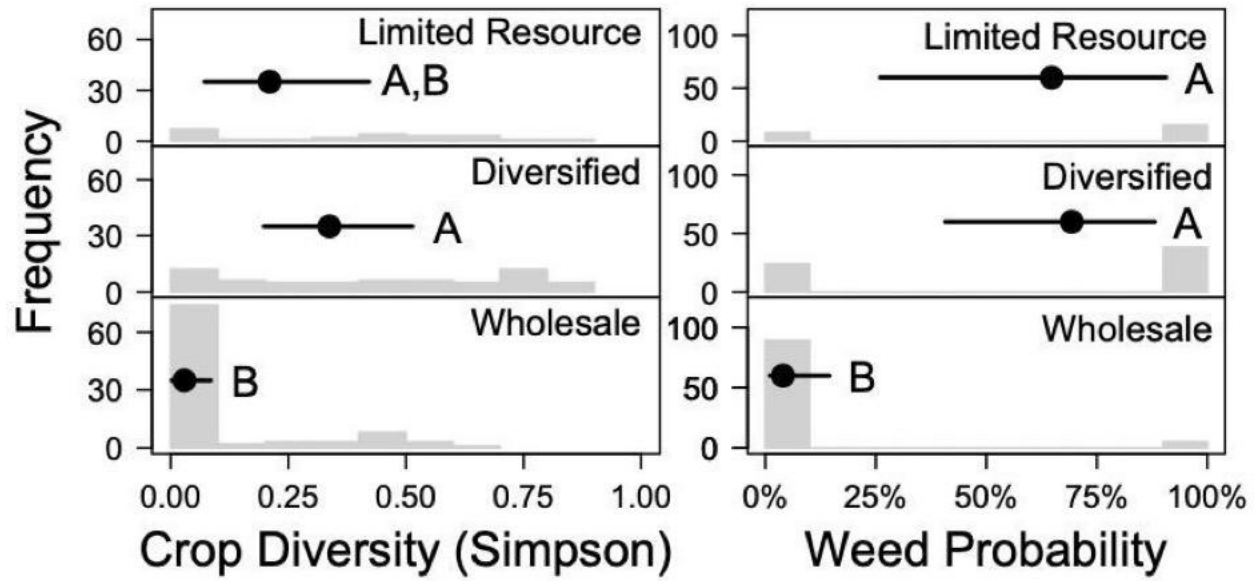 Frequency
60
30
0
Limited Resource
A,B
60
30
0
Diversified
A
60
30
0
Wholesale
B
0.00 0.25 0.50 0.75 1.00
Crop Diversity (Simpson)
100
50
0
Limited Resource
A
100
50
0
Diversified
A
100
50
0
Wholesale
B
0% 25% 50% 75% 100%
Weed Probability